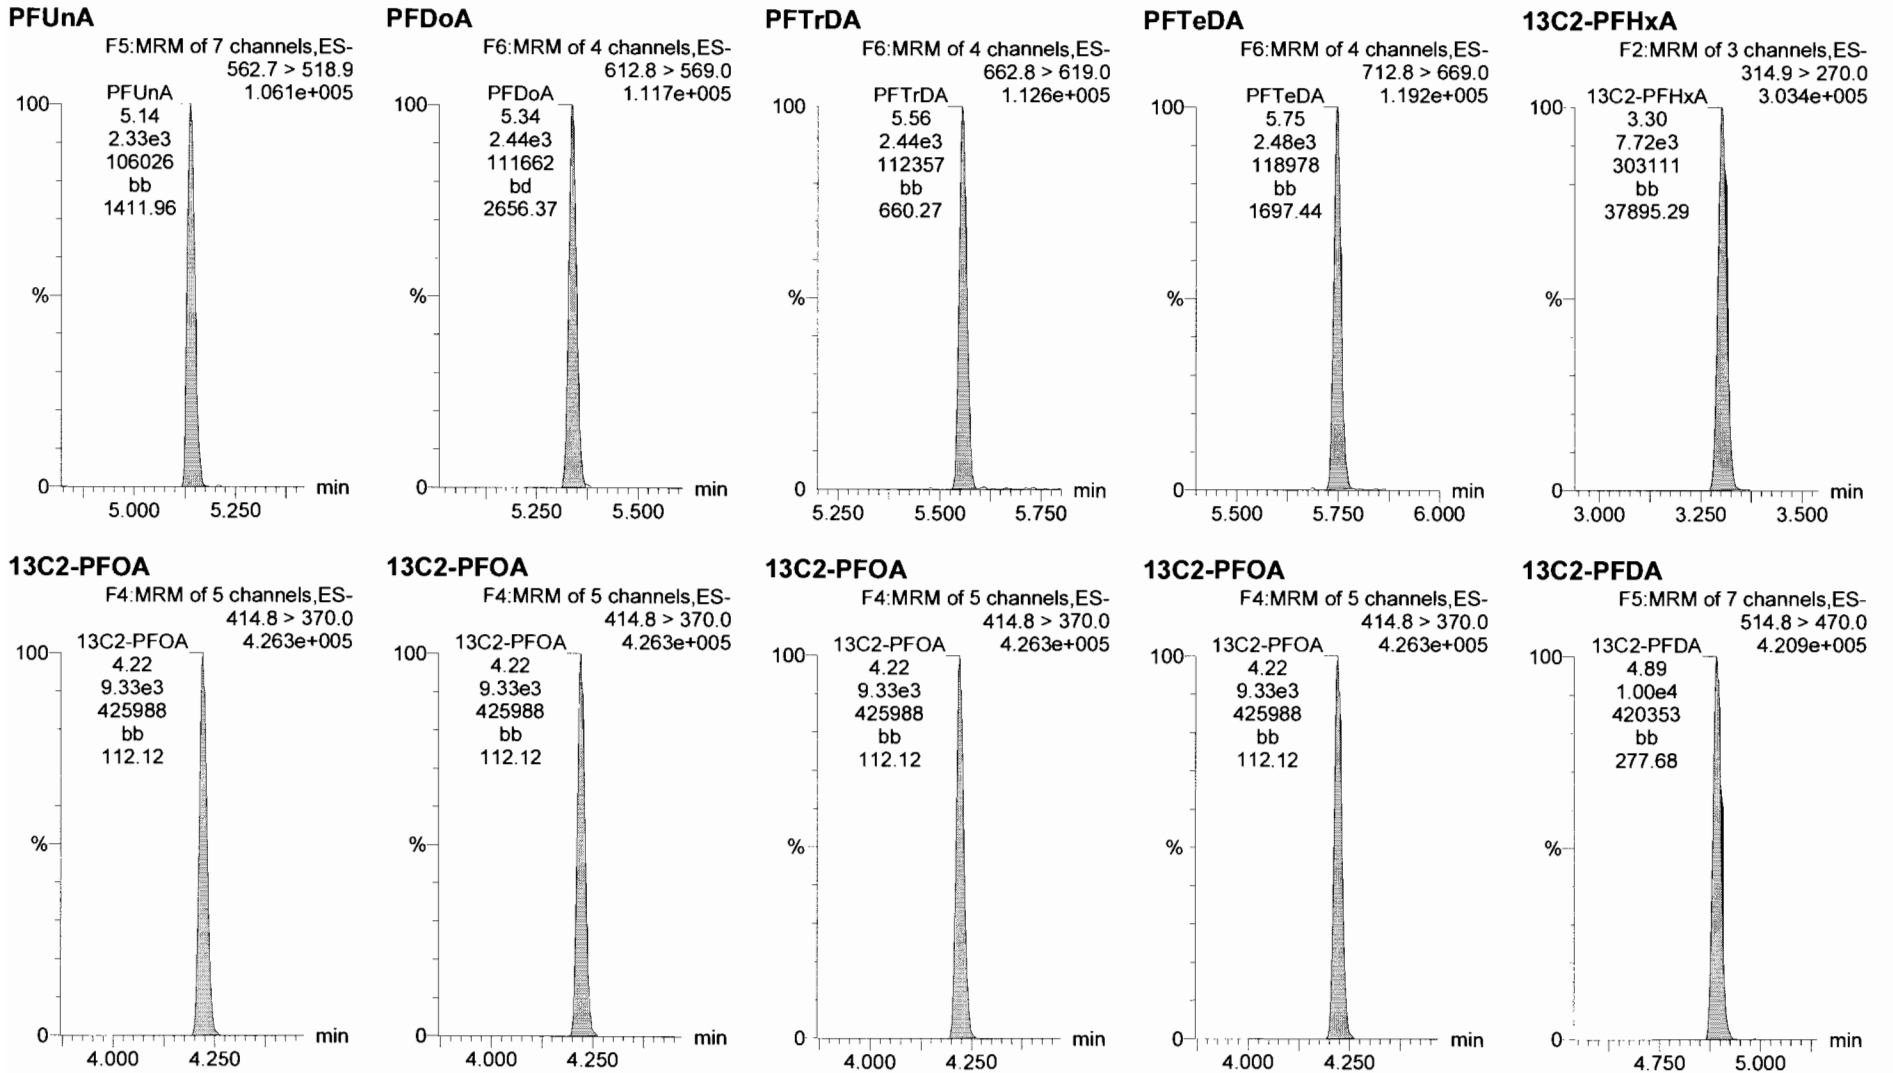 PFUnA
F5:MRM of 7 channels,ES-
562.7 > 518.9
1.061e+005
PFUnA
5.14
2.33e3
106026
bb
1411.96
100
%
0
5.000
5.250
min
PFDoA
F6:MRM of 4 channels,ES-
612.8 > 569.0
1.117e+005
PFDoA
5.34
2.44e3
111662
bd
2656.37
100
%
0
5.250
5.500
min
PFTrDA
F6:MRM of 4 channels,ES-
662.8 > 619.0
1.126e+005
PFTrDA
5.56
2.44e3
112357
bb
660.27
100
%
0
5.250
5.500
5.750
min
PFTeDA
F6:MRM of 4 channels,ES-
712.8 > 669.0
1.192e+005
PFTeDA
5.75
2.48e3
118978
bb
1697.44
100
%
0
5.500
5.750
6.000
min
13C2-PFHxA
F2:MRM of 3 channels,ES-
314.9 > 270.0
3.034e+005
13C2-PFHxA
3.30
7.72e3
303111
bb
37895.29
100
%
0
3.000
3.250
3.500
min
13C2-PFOA
F4:MRM of 5 channels,ES-
414.8 > 370.0
4.263e+005
13C2-PFOA
4.22
9.33e3
425988
bb
112.12
100
%
0
4.000
4.250
min
13C2-PFOA
F4:MRM of 5 channels,ES-
414.8 > 370.0
4.263e+005
13C2-PFOA
4.22
9.33e3
425988
bb
112.12
100
%
0
4.000
4.250
min
13C2-PFOA
F4:MRM of 5 channels,ES-
414.8 > 370.0
4.263e+005
13C2-PFOA
4.22
9.33e3
425988
bb
112.12
100
%
0
4.000
4.250
min
13C2-PFOA
F4:MRM of 5 channels,ES-
414.8 > 370.0
4.263e+005
13C2-PFOA
4.22
9.33e3
425988
bb
112.12
100
%
0
4.000
4.250
min
13C2-PFDA
F5:MRM of 7 channels,ES-
514.8 > 470.0
4.209e+005
13C2-PFDA
4.89
1.00e4
420353
bb
277.68
100
%
0
4.750
5.000
min